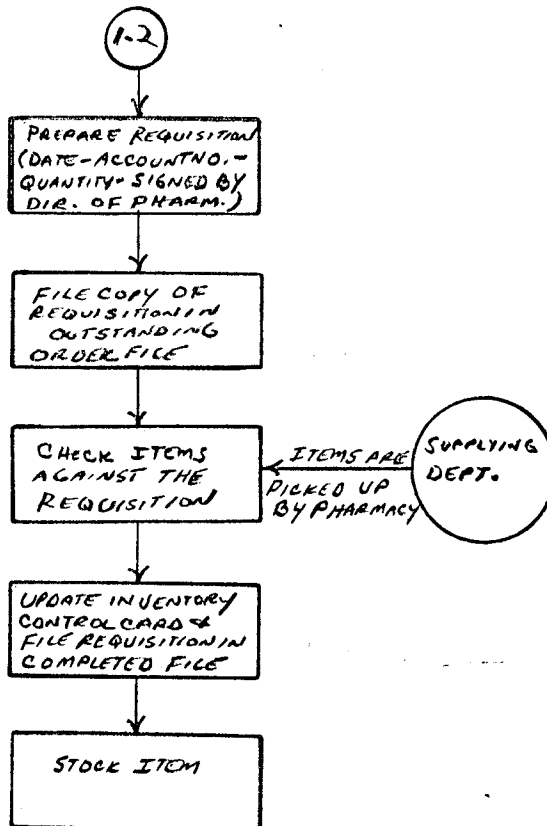 1.2
PREPARE REQUISITION
(DATE-ACCOUNT NO.-
QUANTITY-SIGNED BY
DIR. OF PHARM.)
FILE COPY OF
REQUISITION IN
OUTSTANDING
ORDER FILE
CHECK ITEMS
AGAINST THE
REQUISITION
ITEMS ARE
PICKED UP
BY PHARMACY
SUPPLYING
DEPT.
UPDATE INVENTORY
CONTROL CARD &
FILE REQUISITION IN
COMPLETED FILE
STOCK ITEM